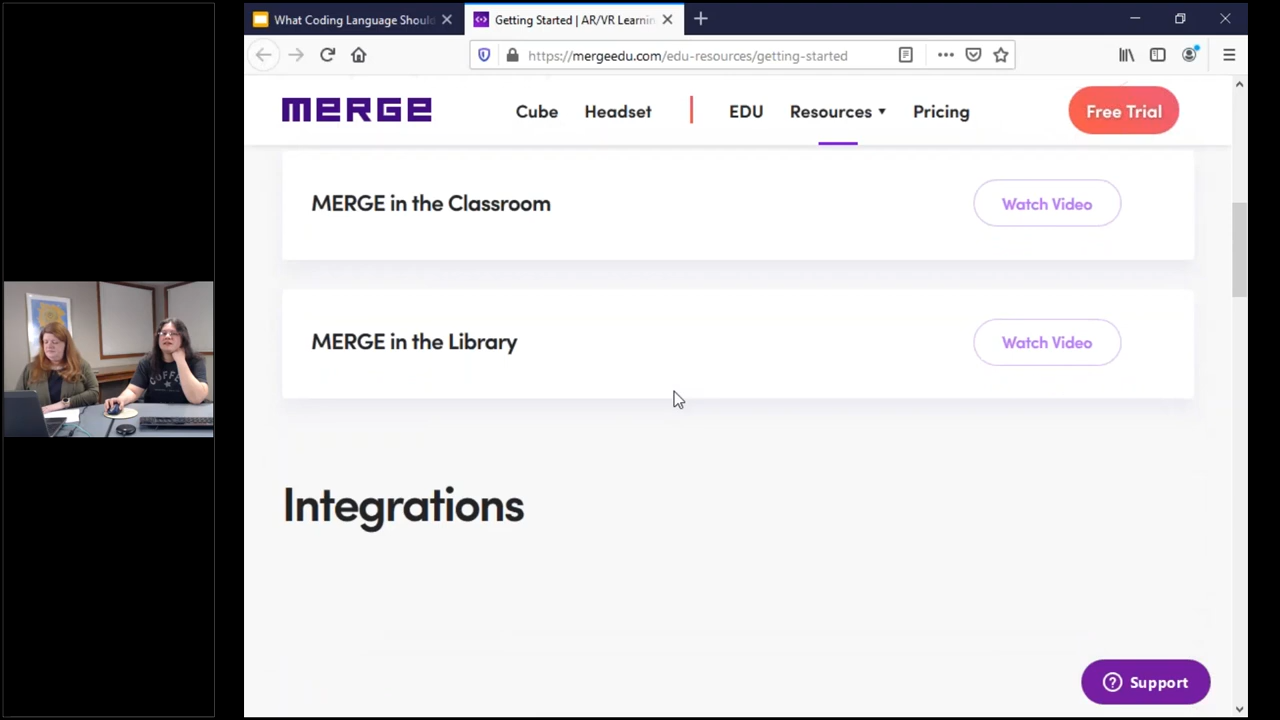 What Coding Language Shoul
Getting Started | AR/VR Learnin
https://mergeedu.com/edu-resources/getting-started
MERGE
Cube
Headset
EDU
Resources
Pricing
Free Trial
MERGE in the Classroom
Watch Video
MERGE in the Library
Watch Video
Integrations
Support
COFFE